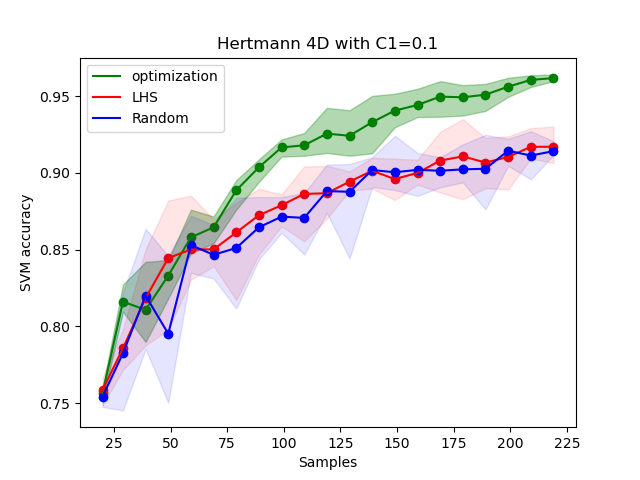 Hertmann 4D with C1=0.1
optimization
LHS
Random
SVM accuracy
0.95
0.90
0.85
0.80
0.75
25 50 75 100 125 150 175 200 225
Samples